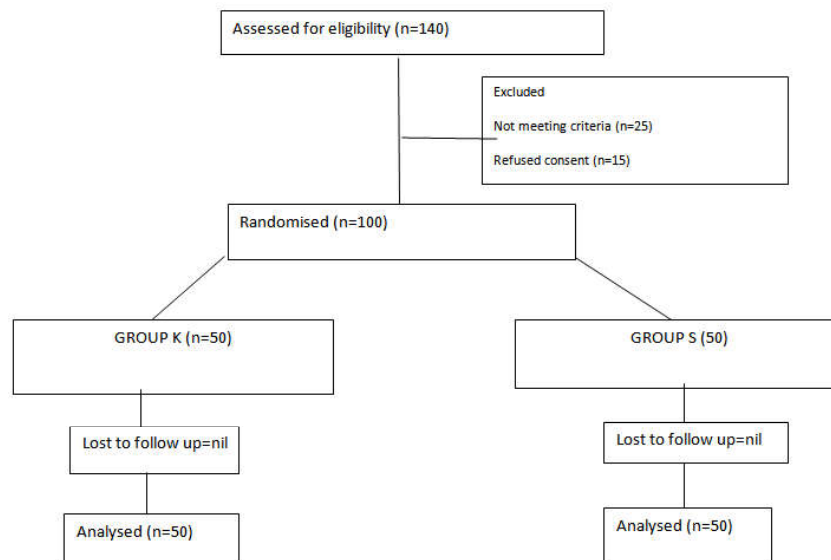 Assessed for eligibility (n=140)
Excluded
Not meeting criteria (n=25)
Refused consent (n=15)
Randomised (n=100)
GROUP K (n=50)
GROUP S (50)
Lost to follow up=nil
Lost to follow up=nil
Analysed (n=50)
Analysed (n=50)